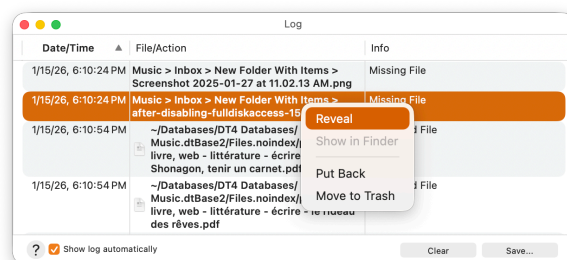 Log
Date/Time ▲ File/Action Info
1/15/26, 6:10:24 PM Music > Inbox > New Folder With Items > Missing File
Screenshot 2025-01-27 at 11.02.13 AM.png
1/15/26, 6:10:24 PM Music > Inbox > New Folder With Items > Missing File
after-disabling-fulldiskaccess-15
Reveal
Show in Finder
Put Back
Move to Trash
1/15/26, 6:10:54 PM ~/Databases/DT4 Databases/ File
Music.dtBase2/Files.noindex/
livre, web - littérature - écrire
Shonagon, tenir un carnet.pdf
1/15/26, 6:10:54 PM ~/Databases/DT4 Databases/ d File
Music.dtBase2/Files.noindex/
livre, web - littérature - écrire - le rideau
des rêves.pdf
? Show log automatically Clear Save...